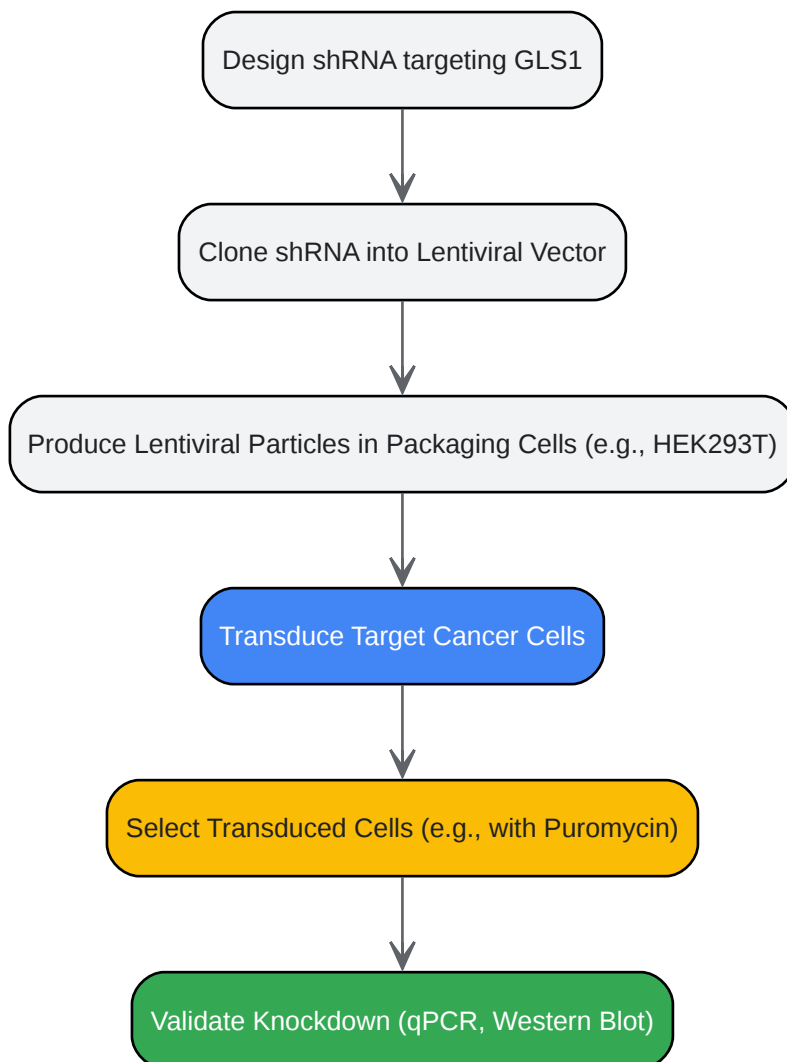 Design shRNA targeting GLS1
Clone shRNA into Lentiviral Vector
Produce Lentiviral Particles in Packaging Cells (e.g., HEK293T)
Transduce Target Cancer Cells
Select Transduced Cells (e.g., with Puromycin)
Validate Knockdown (qPCR, Western Blot)